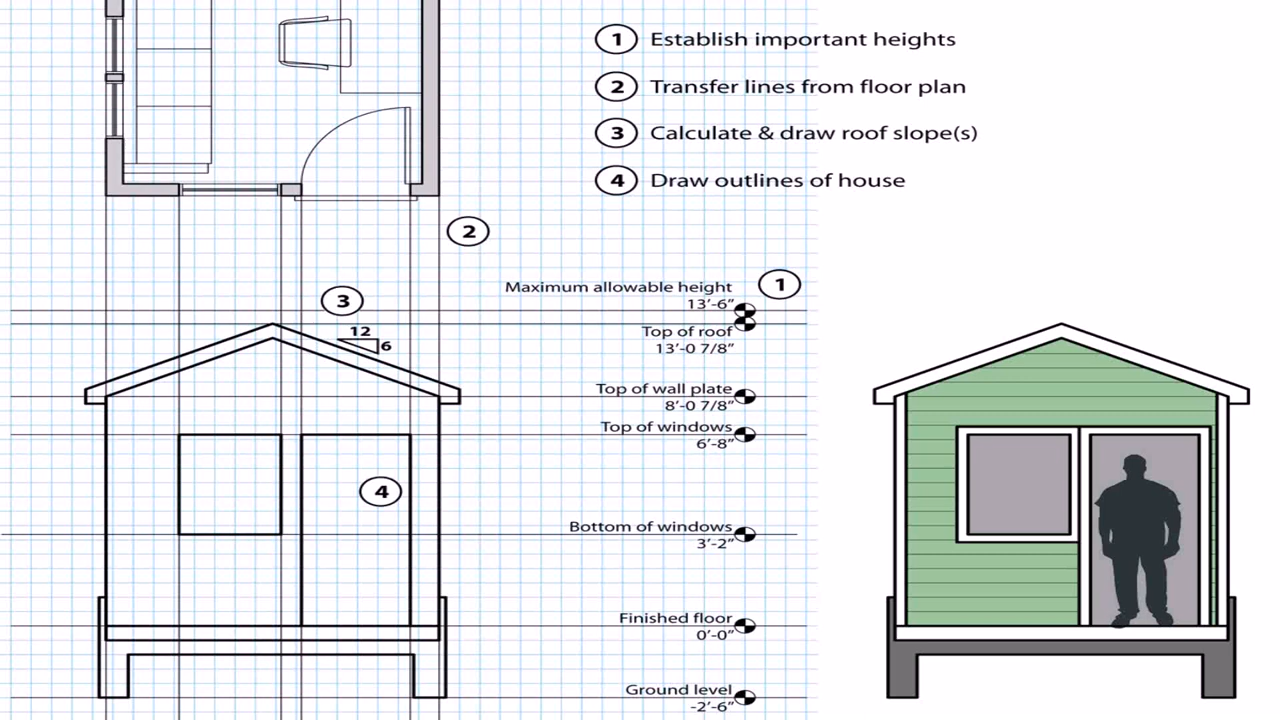 1 Establish important heights
2 Transfer lines from floor plan
3 Calculate & draw roof slope(s)
4 Draw outlines of house
2
1
Maximum allowable height
13’-6”
3
12
6
Top of roof
13’-0 7/8”
Top of wall plate
8’-0 7/8”
Top of windows
6’-8”
4
Bottom of windows
3’-2”
Finished floor
0’-0”
Ground level
-2’-6”